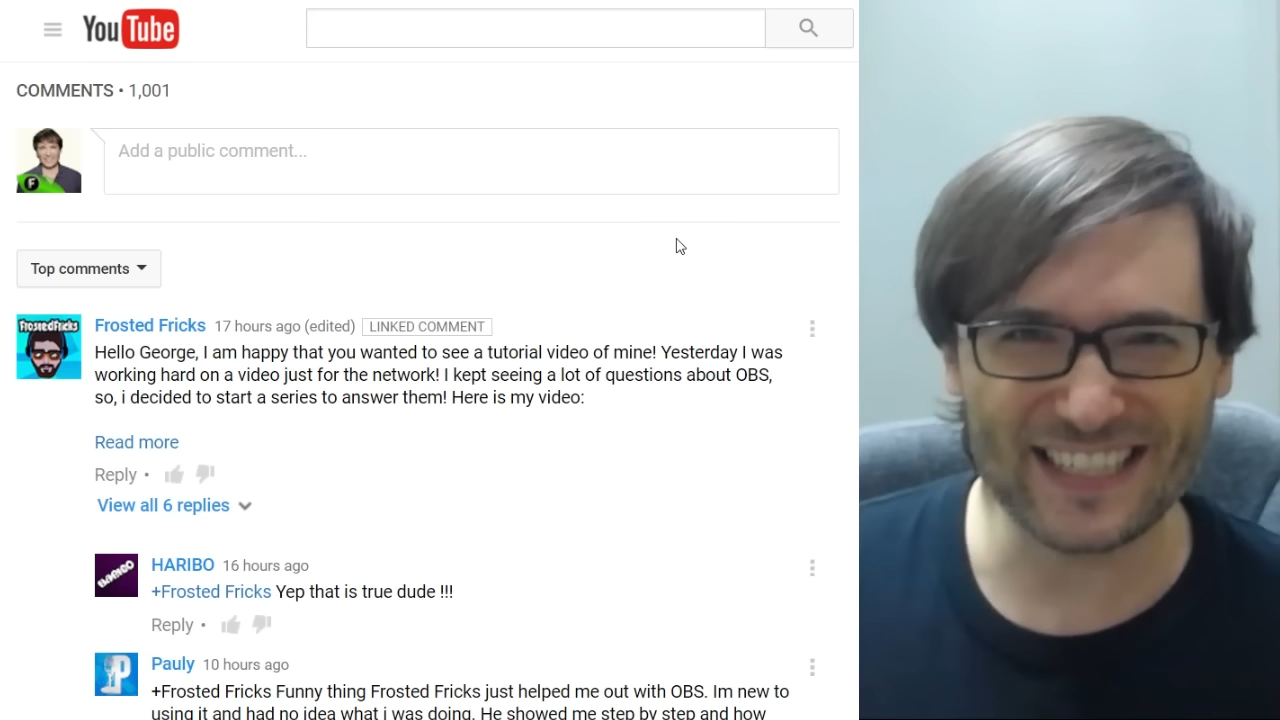 YouTube
COMMENTS • 1,001
Add a public comment...
F
Top comments
FrostedFricks
Frosted Fricks 17 hours ago (edited) LINKED COMMENT
Hello George, I am happy that you wanted to see a tutorial video of mine! Yesterday I was
working hard on a video just for the network! I kept seeing a lot of questions about OBS,
so, i decided to start a series to answer them! Here is my video:
Read more
Reply •
View all 6 replies
HARIBO
HARIBO 16 hours ago
+Frosted Fricks Yep that is true dude !!!
Reply •
P
Pauly 10 hours ago
+Frosted Fricks Funny thing Frosted Fricks just helped me out with OBS. Im new to
using it and had no idea what i was doing. He showed me step by step and how